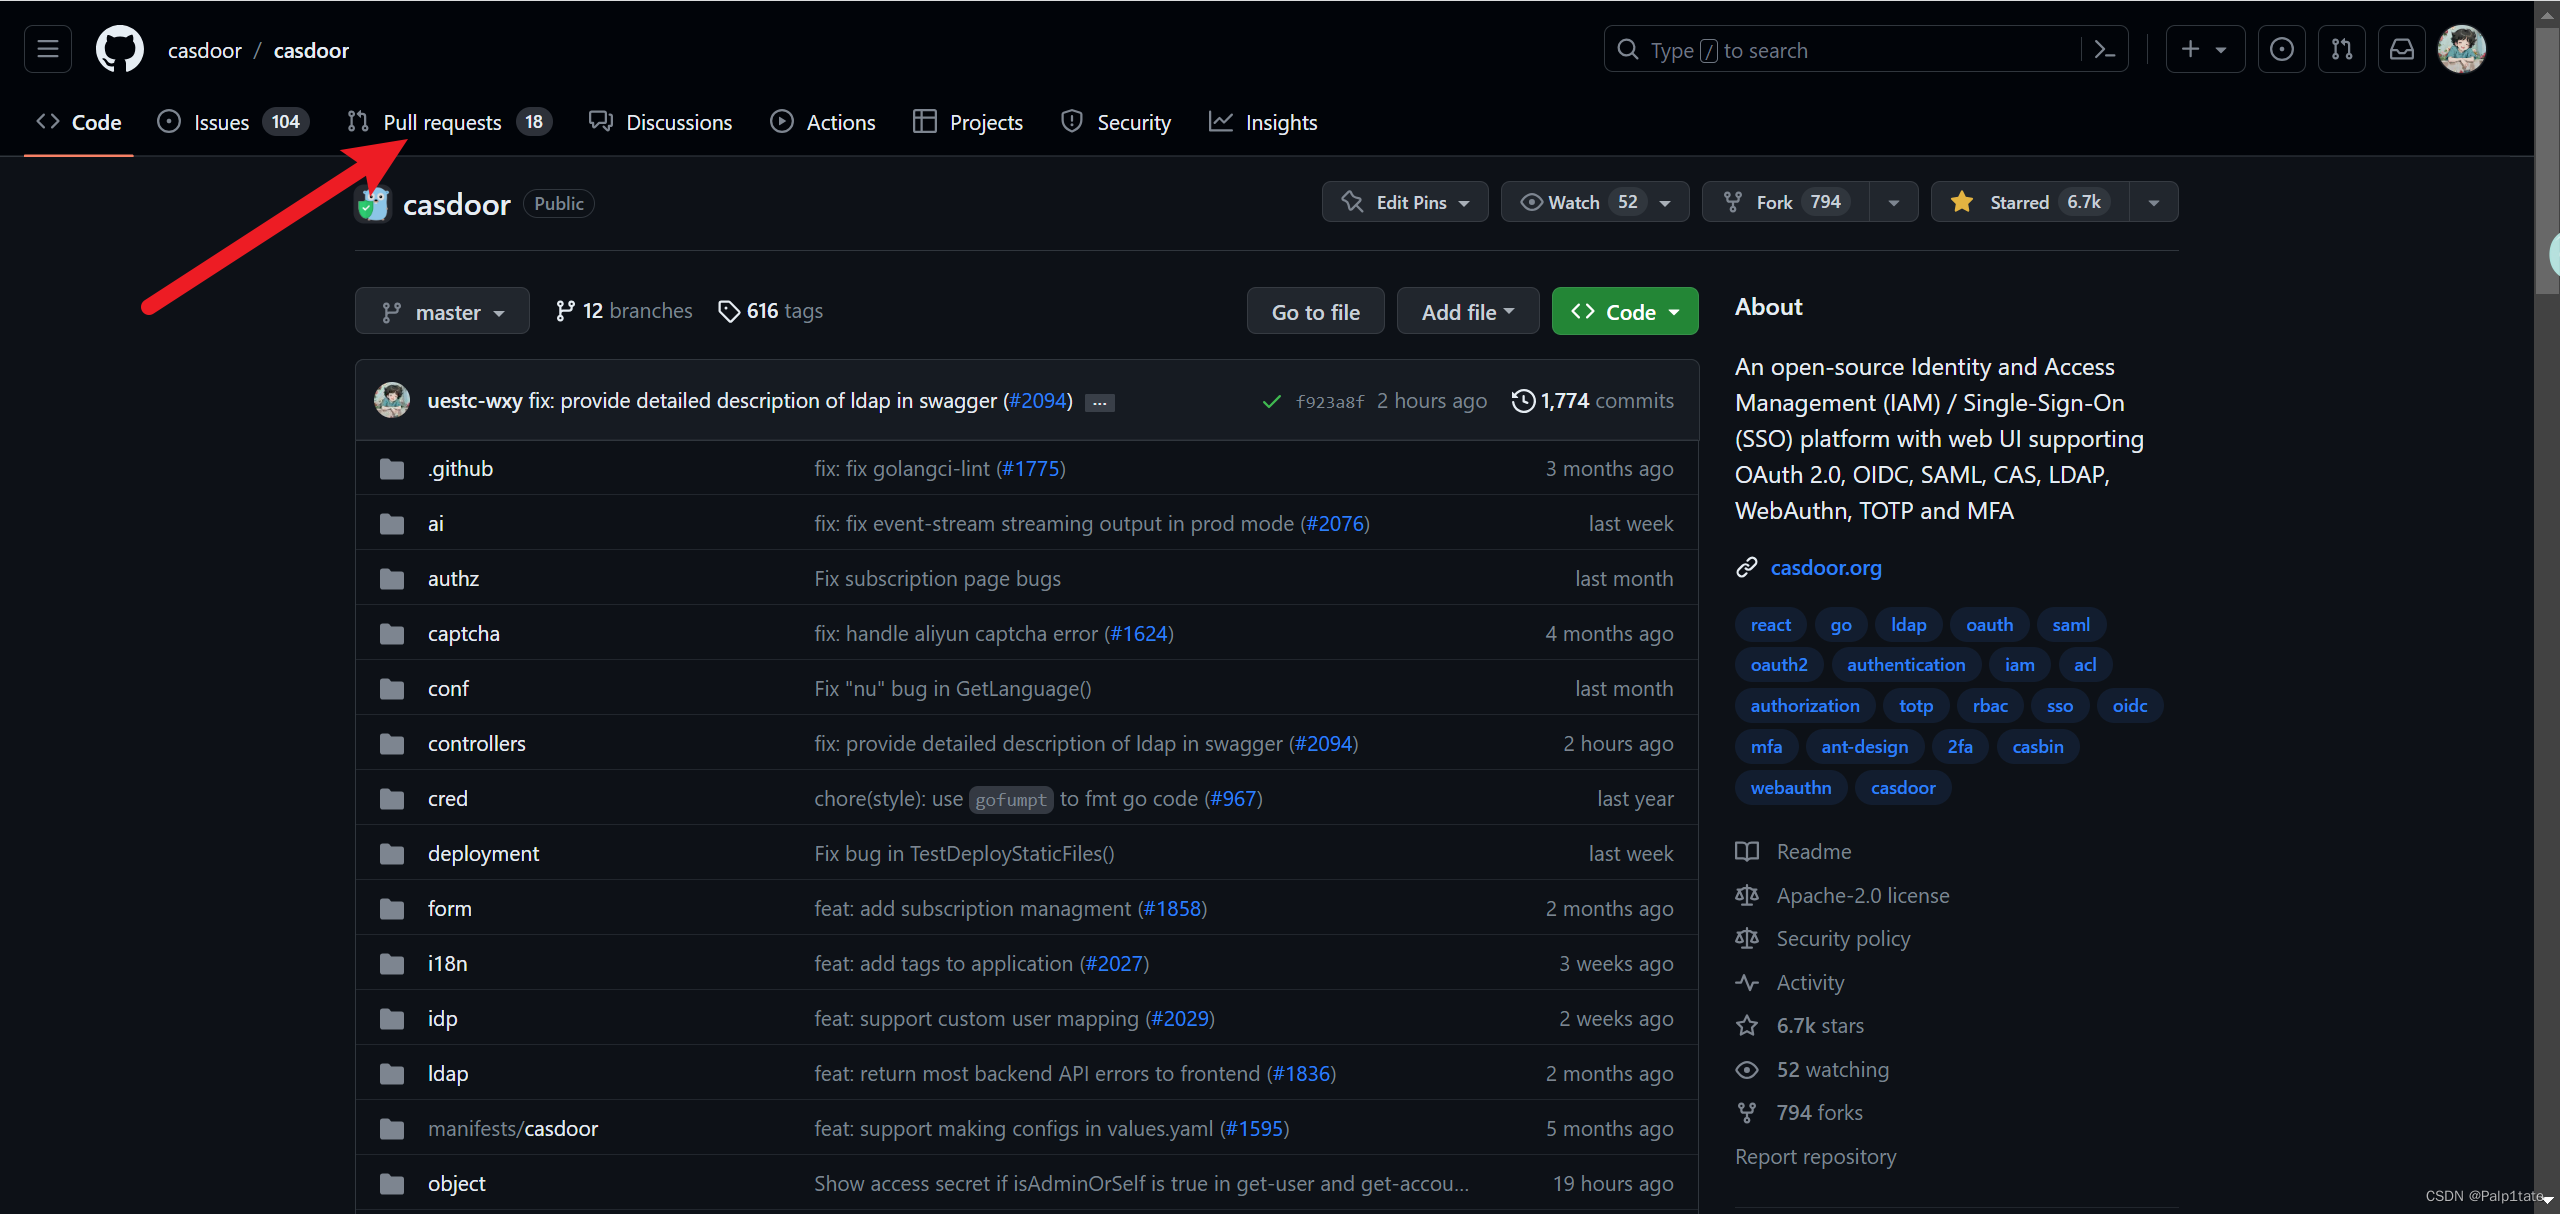 casdoor / casdoor
Type / to search
Code
Issues 104
Pull requests 18
Discussions
Actions
Projects
Security
Insights
casdoor Public
Edit Pins
Watch 52
Fork 794
Starred 6.7k
master
12 branches
616 tags
Go to file
Add file
Code
uestc-wxy fix: provide detailed description of ldap in swagger (#2094) ...
f923a8f 2 hours ago
1,774 commits
.github fix: fix golangci-lint (#1775) 3 months ago
ai fix: fix event-stream streaming output in prod mode (#2076) last week
authz Fix subscription page bugs last month
captcha fix: handle aliyun captcha error (#1624) 4 months ago
conf Fix "nu" bug in GetLanguage() last month
controllers fix: provide detailed description of ldap in swagger (#2094) 2 hours ago
cred chore(style): use gofumpt to fmt go code (#967) last year
deployment Fix bug in TestDeployStaticFiles() last week
form feat: add subscription managment (#1858) 2 months ago
i18n feat: add tags to application (#2027) 3 weeks ago
idp feat: support custom user mapping (#2029) 2 weeks ago
ldap feat: return most backend API errors to frontend (#1836) 2 months ago
manifests/casdoor feat: support making configs in values.yaml (#1595) 5 months ago
object Show access secret if isAdminOrSelf is true in get-user and get-accou... 19 hours ago
About
An open-source Identity and Access
Management (IAM) / Single-Sign-On
(SSO) platform with web UI supporting
OAuth 2.0, OIDC, SAML, CAS, LDAP,
WebAuthn, TOTP and MFA
casdoor.org
react go ldap oauth saml
oauth2 authentication iam acl
authorization totp rbac sso oidc
mfa ant-design 2fa casbin
webauthn casdoor
Readme
Apache-2.0 license
Security policy
Activity
6.7k stars
52 watching
794 forks
Report repository
CSDN @Palp1tate